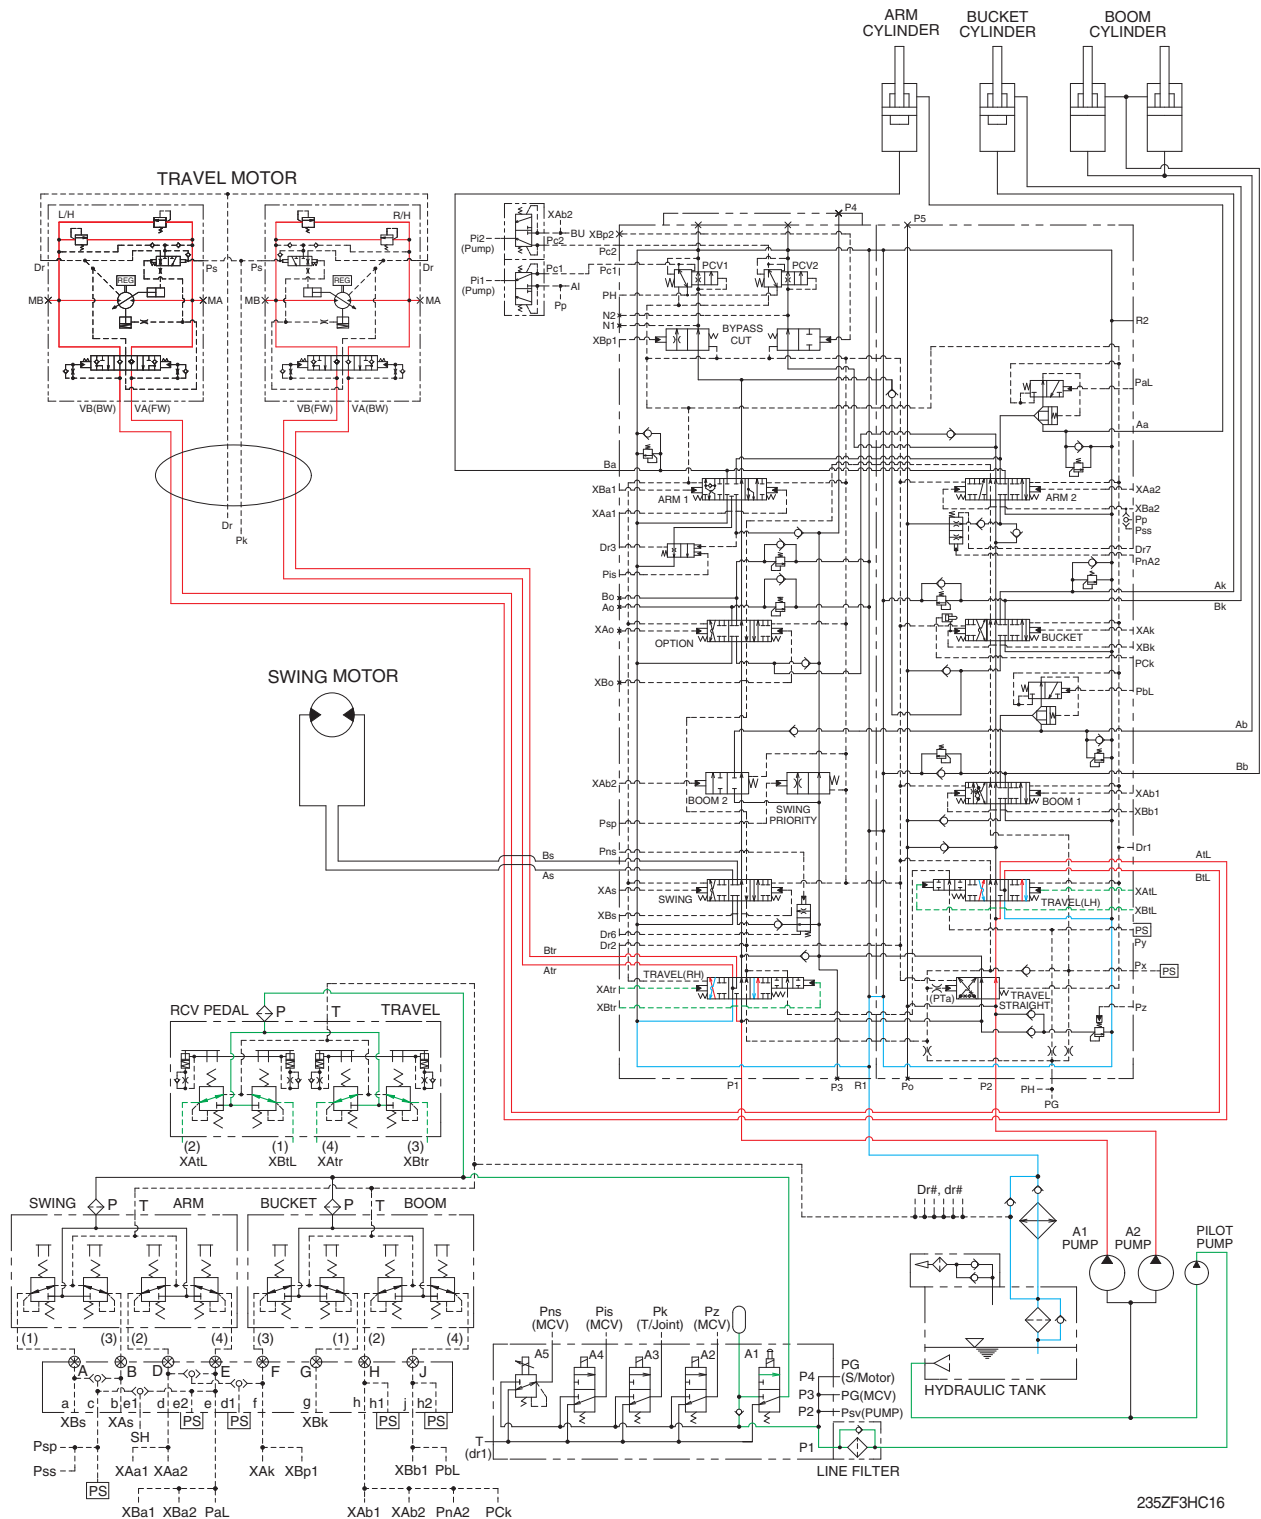 ARM
CYLINDER
BUCKET
CYLINDER
BOOM
CYLINDER
TRAVEL MOTOR
L/H
R/H
Dr
Ps
Ps
Dr
REG
REG
MB
MA
MB
MA
VB(BW)
VA(FW)
VB(FW)
VA(BW)
Dr
Pk
XAb2
BU
Pi2
(Pump)
Pc2
Pc1
Pi1
(Pump)
AI
Pp
P4
P5
XBp2
Pc2
Pc1
PCV1
PCV2
PH
N2
N1
XBp1
BYPASS
CUT
R2
PaL
Aa
Ba
XBa1
ARM 1
XAa1
ARM 2
XAa2
XBa2
Pp
Pss
Dr3
Dr7
PnA2
Pis
Bo
Ao
Ak
Bk
XAo
OPTION
BUCKET
XAk
XBk
PCk
XBo
PbL
SWING MOTOR
Ab
Bb
XAb2
BOOM 2
SWING
PRIORITY
BOOM 1
XAb1
XBb1
Psp
Pns
Dr1
Bs
As
AtL
BtL
XAs
SWING
XAtL
TRAVEL(LH)
XBtL
XBs
Dr6
Dr2
PS
Py
Btr
Atr
TRAVEL(RH)
Px
PS
XAtr
XBtr
(PTa)
TRAVEL
STRAIGHT
Pz
P1
P3
R1
Po
P2
PH
PG
RCV PEDAL
P
T
TRAVEL
(2)
XAtL
(1)
XBtL
(4)
XAtr
(3)
XBtr
SWING
P
T
ARM
BUCKET
P
T
BOOM
(1)
(3)
(2)
(4)
(3)
(1)
(2)
(4)
A
B
D
E
F
G
H
J
a
c
b
e1
d
e2
e
d1
f
g
h
h1
j
h2
XBs
XAs
PS
PS
XBk
PS
PS
SH
Psp
Pss
PS
XAa1
XAa2
XAk
XBp1
XBb1
PbL
XBa1
XBa2
PaL
XAb1
XAb2
PnA2
PCk
Dr#, dr#
A1
PUMP
A2
PUMP
PILOT
PUMP
HYDRAULIC TANK
Pns
(MCV)
Pis
(MCV)
Pk
(T/Joint)
Pz
(MCV)
A5
A4
A3
A2
A1
PG
(S/Motor)
P4
P3
PG(MCV)
P2
Psv(PUMP)
P1
T
(dr1)
LINE FILTER
235ZF3HC16